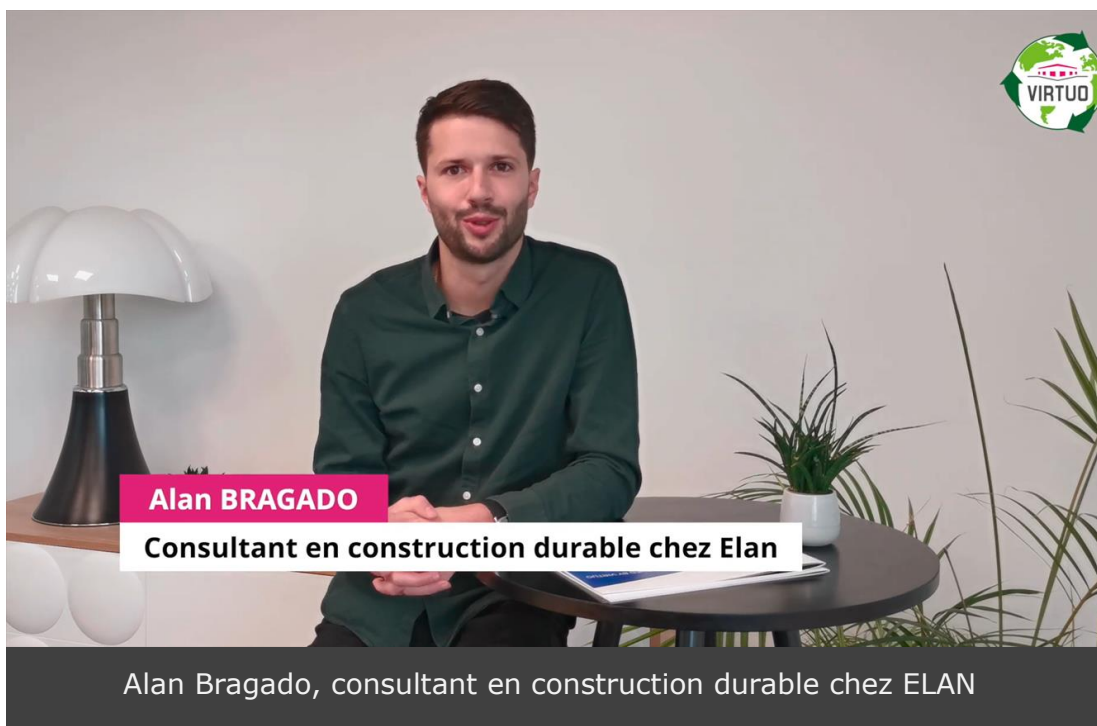 VIRTUO
Alan BRAGADO
Consultant en construction durable chez Elan
Alan Bragado, consultant en construction durable chez ELAN